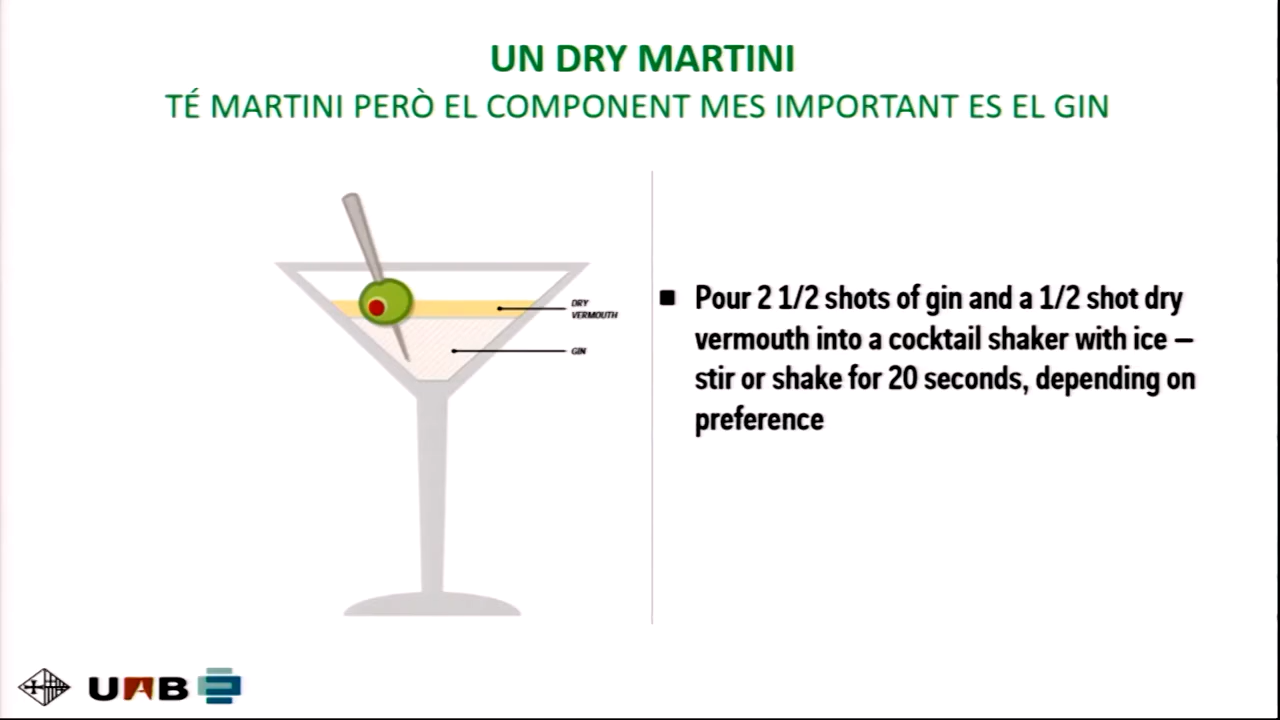 UN DRY MARTINI
TÉ MARTINI PERÒ EL COMPONENT MES IMPORTANT ES EL GIN
DRY
VERMOUTH
GIN
Pour 2 1/2 shots of gin and a 1/2 shot dry
vermouth into a cocktail shaker with ice –
stir or shake for 20 seconds, depending on
preference
UAB